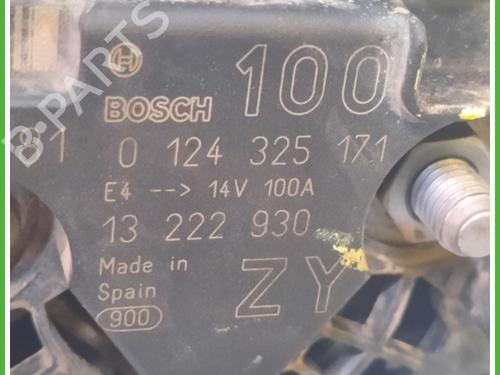 B-PARTS
BOSCH 100
81 0 124 325 171
E4 --> 14V 100A
13 222 930
Made in
Spain ZY
900